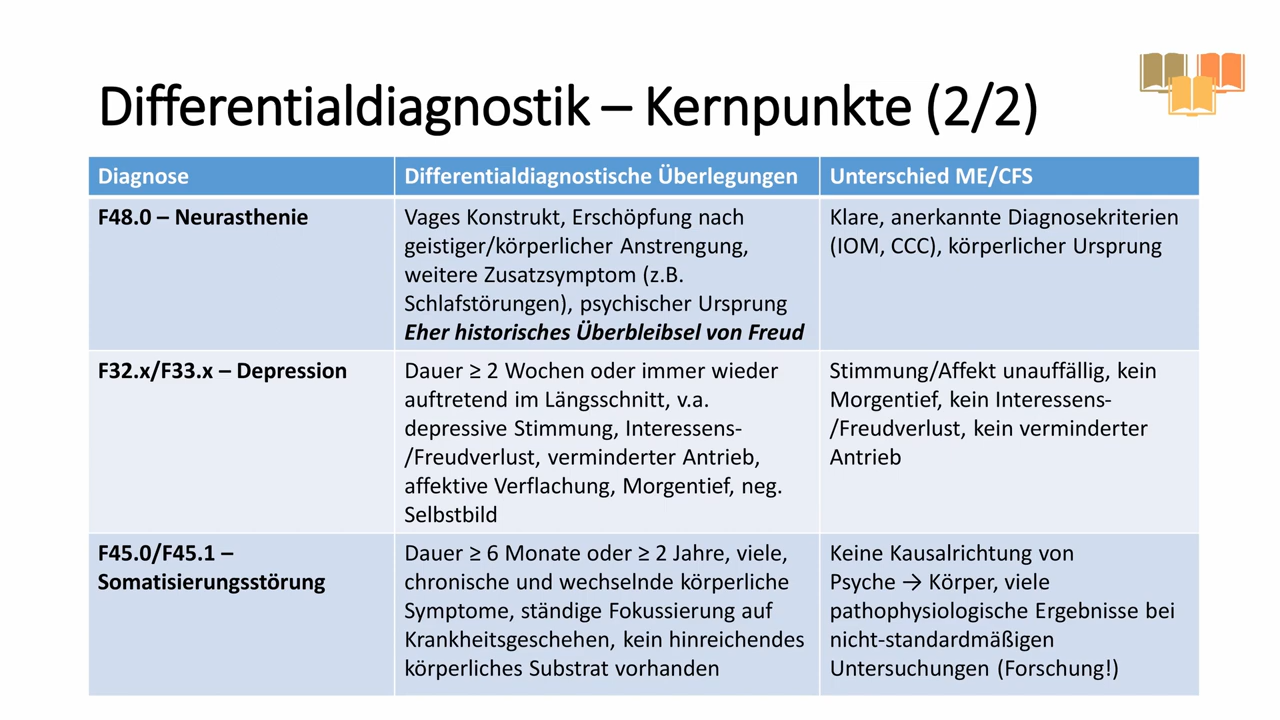 Differentialdiagnostik – Kernpunkte (2/2)
Diagnose
Differentialdiagnostische Überlegungen
Unterschied ME/CFS
F48.0 – Neurasthenie
Vages Konstrukt, Erschöpfung nach
geistiger/körperlicher Anstrengung,
weitere Zusatzsymptom (z.B.
Schlafstörungen), psychischer Ursprung
Eher historisches Überbleibsel von Freud
Klare, anerkannte Diagnosekriterien
(IOM, CCC), körperlicher Ursprung
F32.x/F33.x – Depression
Dauer ≥ 2 Wochen oder immer wieder
auftretend im Längsschnitt, v.a.
depressive Stimmung, Interessens-
/Freudverlust, verminderter Antrieb,
affektive Verflachung, Morgentief, neg.
Selbstbild
Stimmung/Affekt unauffällig, kein
Morgentief, kein Interessens-
/Freudverlust, kein verminderter
Antrieb
F45.0/F45.1 –
Somatisierungsstörung
Dauer ≥ 6 Monate oder ≥ 2 Jahre, viele,
chronische und wechselnde körperliche
Symptome, ständige Fokussierung auf
Krankheitsgeschehen, kein hinreichendes
körperliches Substrat vorhanden
Keine Kausalrichtung von
Psyche → Körper, viele
pathophysiologische Ergebnisse bei
nicht-standardmäßigen
Untersuchungen (Forschung!)